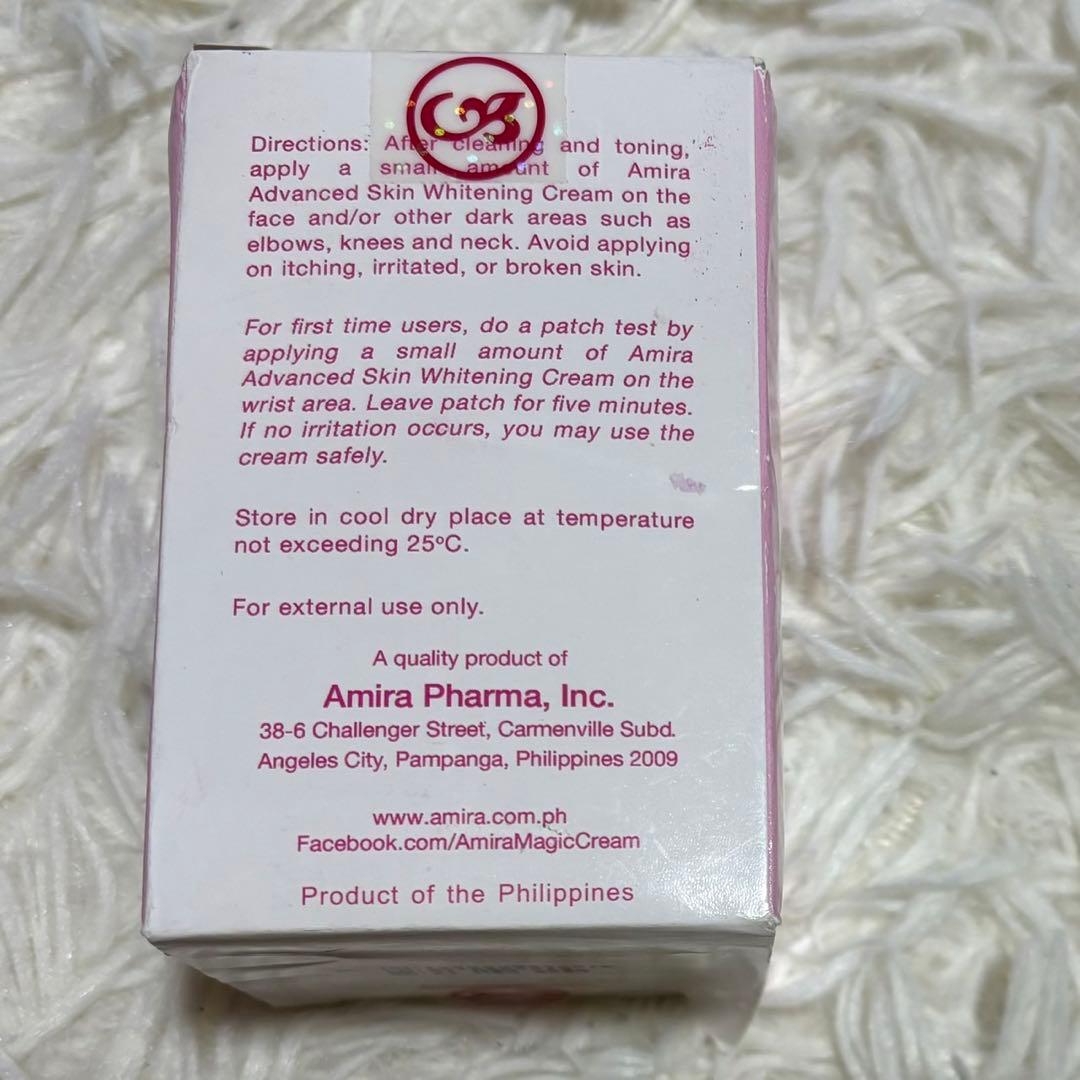 Directions: After cleaning and toning,
apply a small amount of Amira
Advanced Skin Whitening Cream on the
face and/or other dark areas such as
elbows, knees and neck. Avoid applying
on itching, irritated, or broken skin.
For first time users, do a patch test by
applying a small amount of Amira
Advanced Skin Whitening Cream on the
wrist area. Leave patch for five minutes.
If no irritation occurs, you may use the
cream safely.
Store in cool dry place at temperature
not exceeding 25ºC.
For external use only.
A quality product of
Amira Pharma, Inc.
38-6 Challenger Street, Carmenville Subd.
Angeles City, Pampanga, Philippines 2009
www.amira.com.ph
Facebook.com/AmiraMagicCream
Product of the Philippines